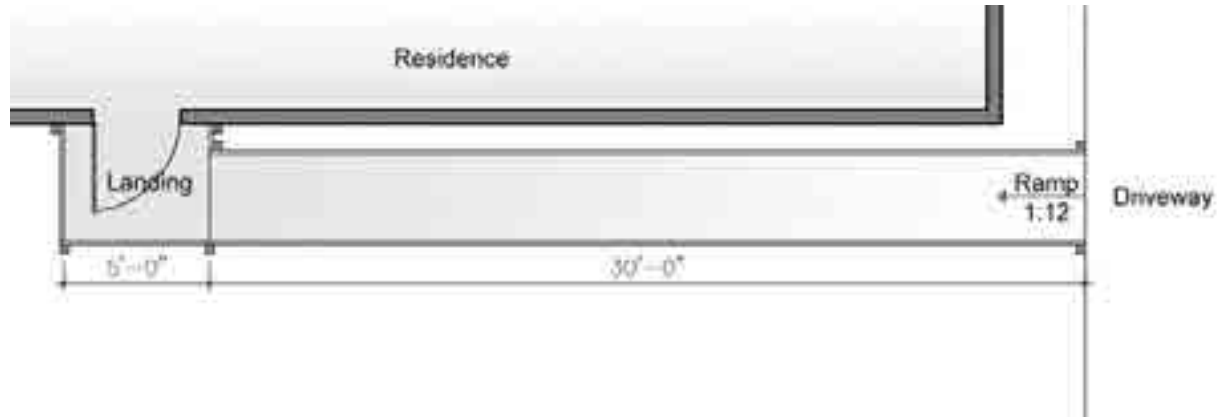 Residence
Landing
Ramp
1:12
Driveway
5'-0"
30'-0"